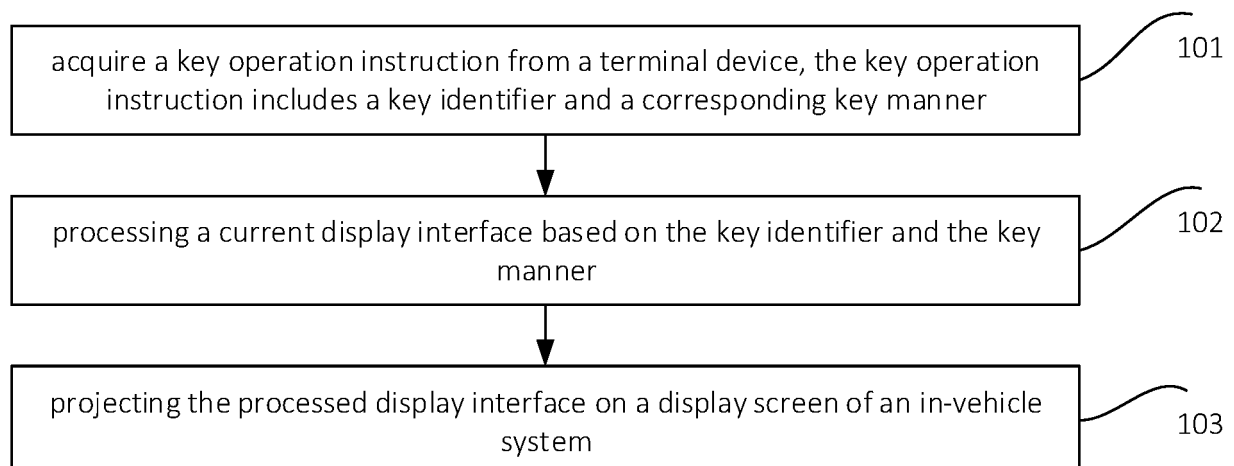 acquire a key operation instruction from a terminal device, the key operation
instruction includes a key identifier and a corresponding key manner
101
processing a current display interface based on the key identifier and the key
manner
102
projecting the processed display interface on a display screen of an in-vehicle
system
103